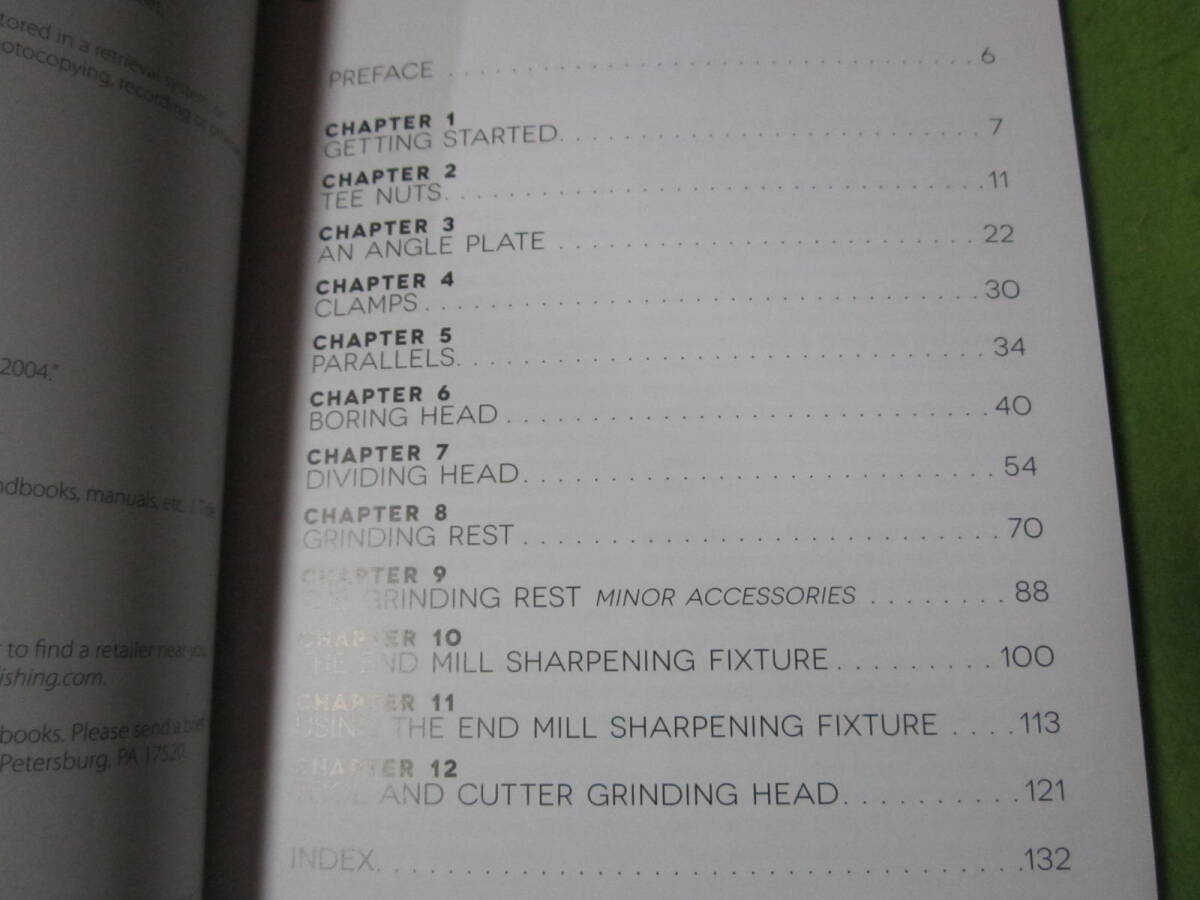 tored in a retrieval system, or
otocopying, recording or
2004."
ndbooks, manuals, etc. I. Title.
to find a retailer near you
ishing.com.
books. Please send a brief
Petersburg, PA 17520.
PREFACE . . . . . . . . . . . . . . . . . . . . . . . . . . . . . . . . . 6
CHAPTER 1
GETTING STARTED. . . . . . . . . . . . . . . . . . . . . . . . . . 7
CHAPTER 2
TEE NUTS. . . . . . . . . . . . . . . . . . . . . . . . . . . . . . . . . 11
CHAPTER 3
AN ANGLE PLATE . . . . . . . . . . . . . . . . . . . . . . . . . 22
CHAPTER 4
CLAMPS . . . . . . . . . . . . . . . . . . . . . . . . . . . . . . . . . 30
CHAPTER 5
PARALLELS. . . . . . . . . . . . . . . . . . . . . . . . . . . . . . . 34
CHAPTER 6
BORING HEAD . . . . . . . . . . . . . . . . . . . . . . . . . . . . 40
CHAPTER 7
DIVIDING HEAD. . . . . . . . . . . . . . . . . . . . . . . . . . . 54
CHAPTER 8
GRINDING REST . . . . . . . . . . . . . . . . . . . . . . . . . . . 70
CHAPTER 9
GRINDING REST MINOR ACCESSORIES . . . . . . . . 88
CHAPTER 10
THE END MILL SHARPENING FIXTURE . . . . . . . . . . 100
CHAPTER 11
USING THE END MILL SHARPENING FIXTURE . . . . 113
CHAPTER 12
TOOL AND CUTTER GRINDING HEAD. . . . . . . . . . . 121
INDEX. . . . . . . . . . . . . . . . . . . . . . . . . . . . . . . . . . . . 132